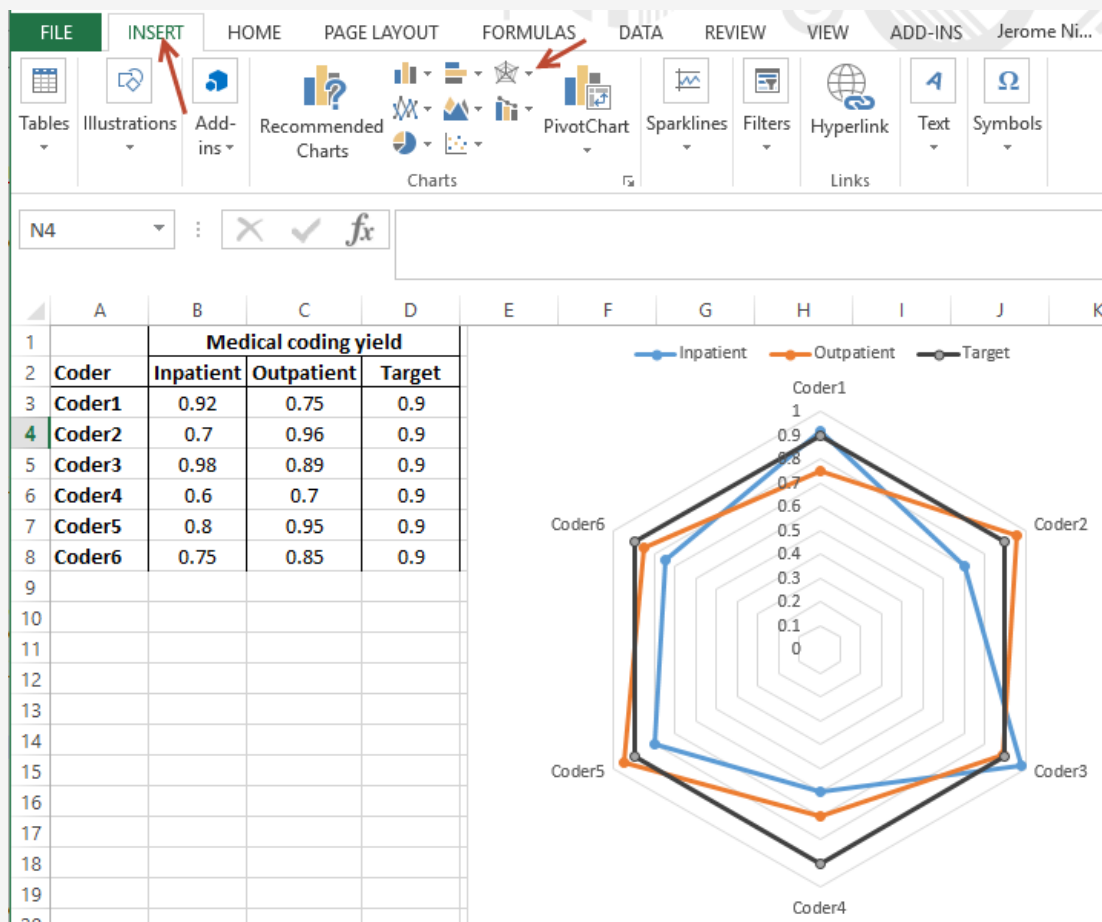 FILE INSERT HOME PAGE LAYOUT FORMULAS DATA REVIEW VIEW ADD-INS Jerome Ni...
Tables Illustrations Add-ins Recommended Charts PivotChart Sparklines Filters Hyperlink Text Symbols
Charts Links
N4 fx
A B C D E F G H I J K
1 Medical coding yield
2 Coder Inpatient Outpatient Target
3 Coder1 0.92 0.75 0.9
4 Coder2 0.7 0.96 0.9
5 Coder3 0.98 0.89 0.9
6 Coder4 0.6 0.7 0.9
7 Coder5 0.8 0.95 0.9
8 Coder6 0.75 0.85 0.9
9
10
11
12
13
14
15
16
17
18
19
20
Inpatient Outpatient Target
Coder1
1
0.9
0.8
0.7
0.6
0.5
0.4
0.3
0.2
0.1
0
Coder6 Coder2
Coder5 Coder3
Coder4